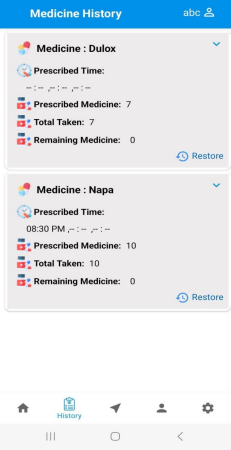 Medicine History
abc
Medicine : Dulox
Prescribed Time:
-- : -- ,-- : -- ,-- : --
Prescribed Medicine: 7
Total Taken: 7
Remaining Medicine: 0
Restore
Medicine : Napa
Prescribed Time:
08:30 PM ,-- : -- ,-- : --
Prescribed Medicine: 10
Total Taken: 10
Remaining Medicine: 0
Restore
History